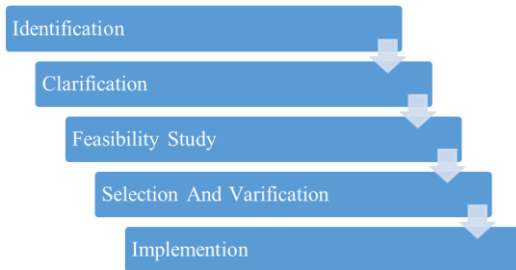 Identification
Clarification
Feasibility Study
Selection And Varification
Implemention